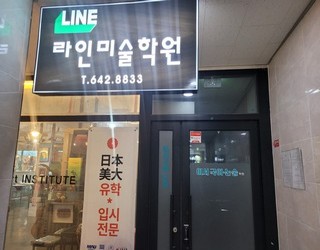 LINE
라인미술학원
T.642.8833
t INSTITUTE
日本
美大
유학
★
입시
전문